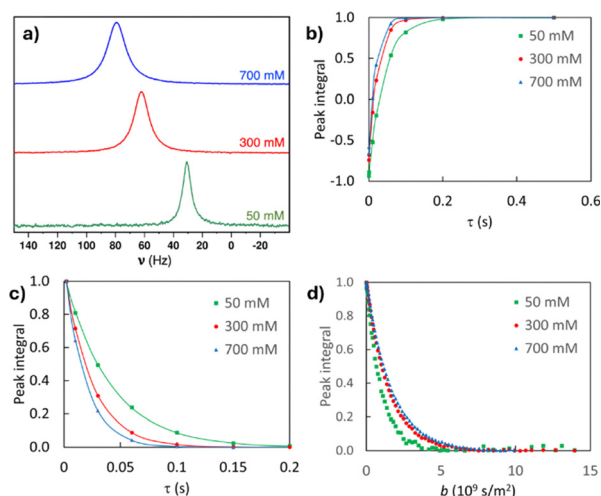 a)
700 mM
300 mM
50 mM
140 120 100 80 60 40 20 0 -20
ν (Hz)
b)
Peak integral
1.0
0.5
0.0
-0.5
-1.0
50 mM
300 mM
700 mM
0 0.2 0.4 0.6
τ (s)
c)
Peak integral
1.0
0.8
0.6
0.4
0.2
0.0
50 mM
300 mM
700 mM
0 0.05 0.1 0.15 0.2
τ (s)
d)
Peak integral
1.0
0.8
0.6
0.4
0.2
0.0
50 mM
300 mM
700 mM
0 5 10 15
b (10⁹ s/m²)